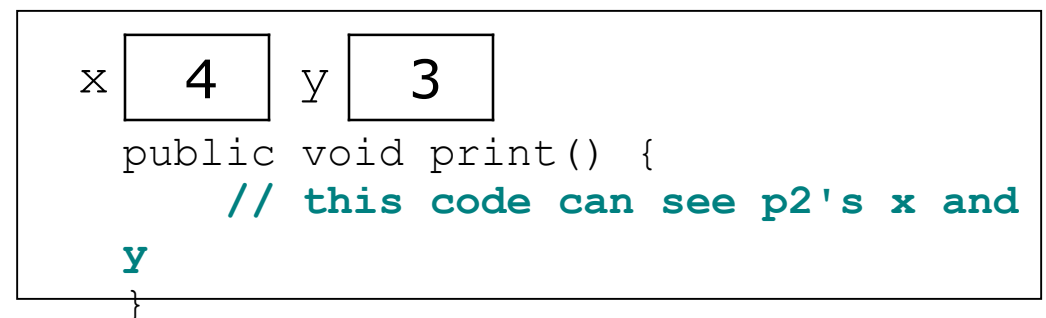 x 4 y 3
public void print() {
// this code can see p2's x and
y
}